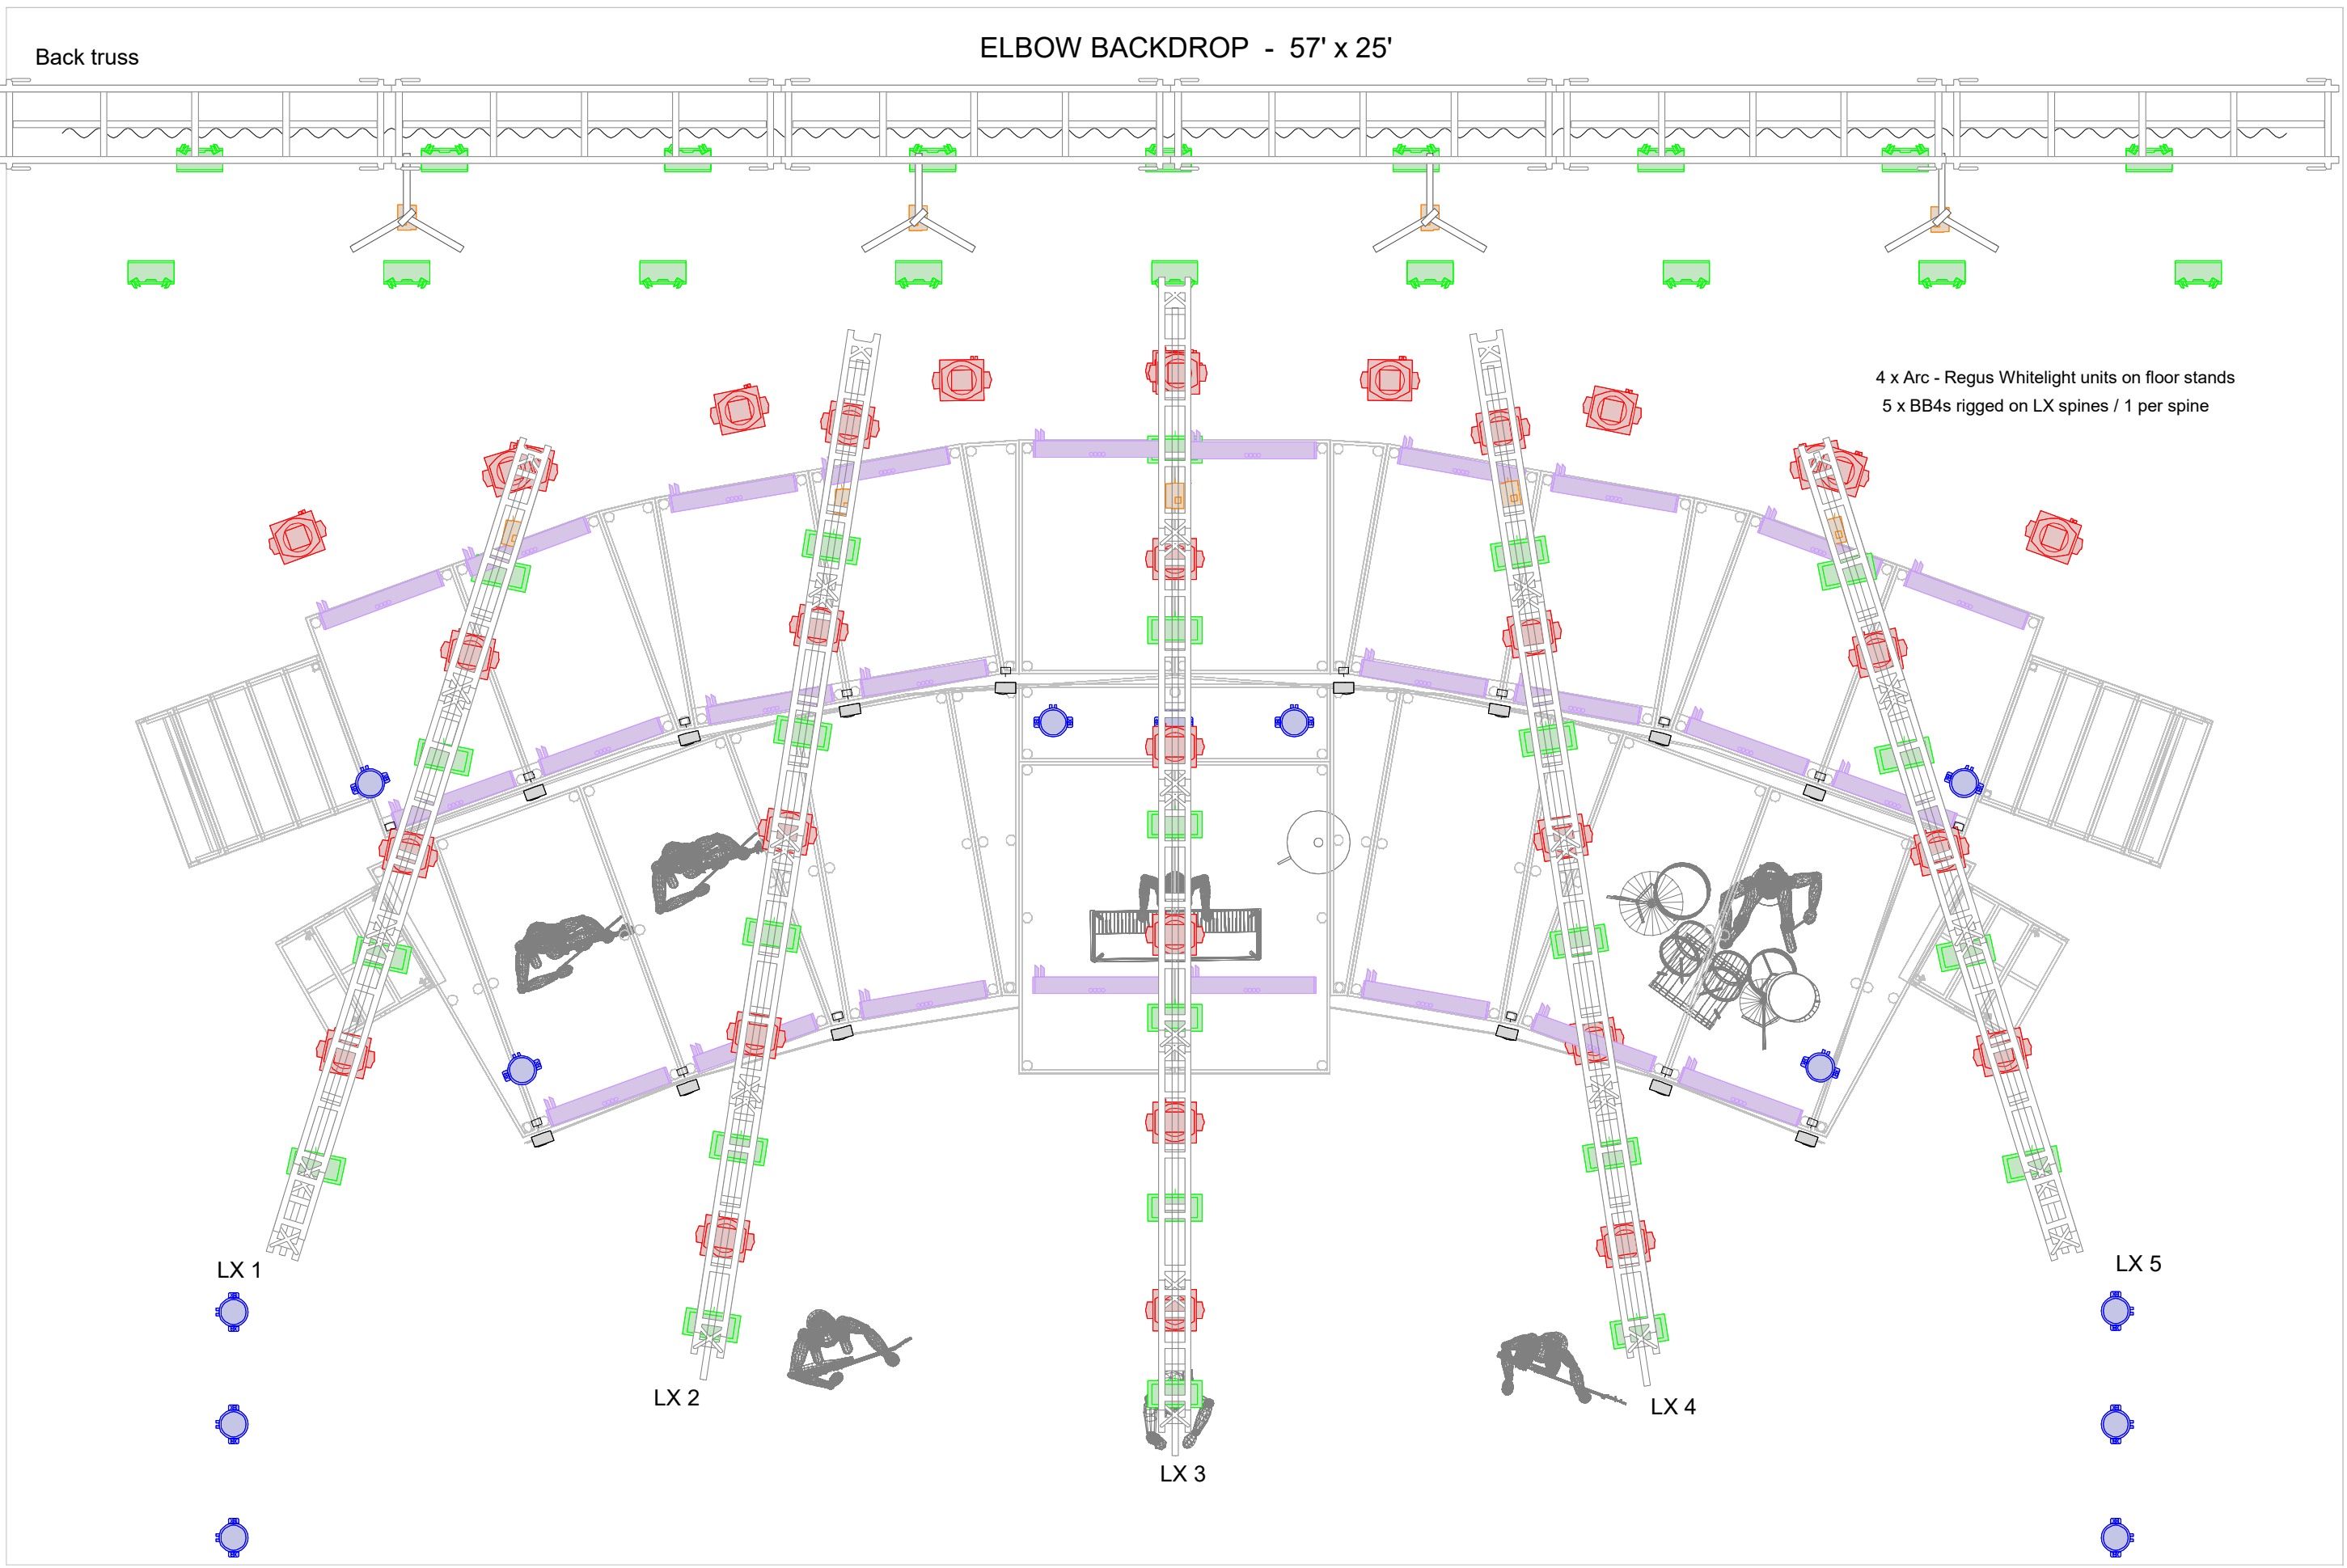 ELBOW BACKDROP - 57' x 25'
Back truss
4 x Arc - Regus Whitelight units on floor stands
5 x BB4s rigged on LX spines / 1 per spine
LX 1
LX 5
LX 2
LX 4
LX 3